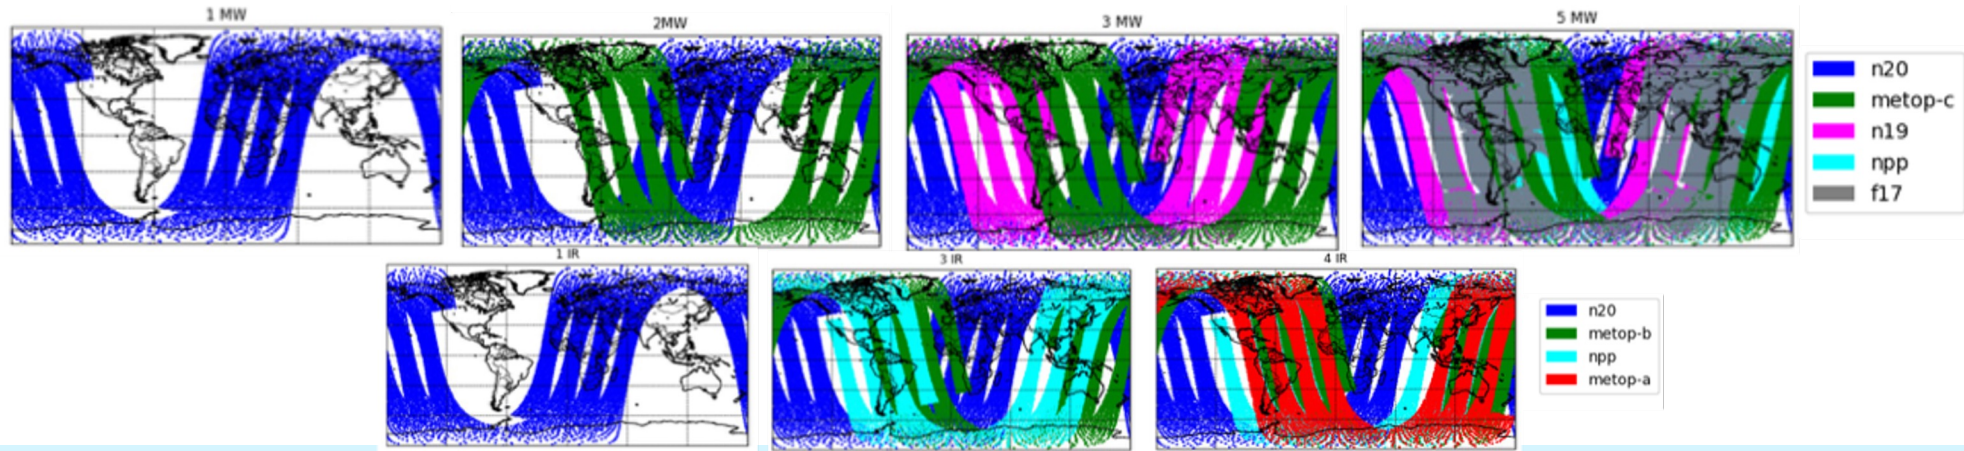 1 MW
2MW
3 MW
5 MW
n20
metop-c
n19
npp
f17
1 IR
3 IR
4 IR
n20
metop-b
npp
metop-a